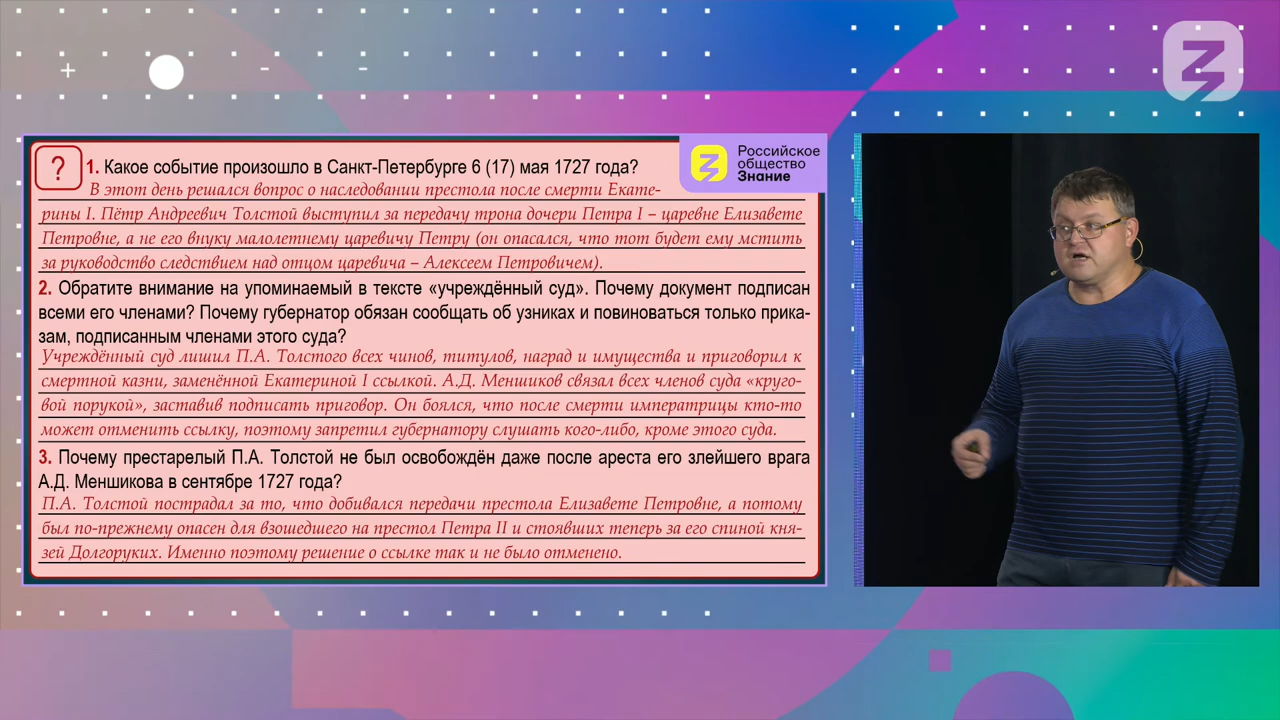 ? 1. Какое событие произошло в Санкт-Петербурге 6 (17) мая 1727 года?
В этот день решался вопрос о наследовании престола после смерти Екате-
рины I. Пётр Андреевич Толстой выступил за передачу трона дочери Петра I – царевне Елизавете
Петровне, а не его внуку малолетнему царевичу Петру (он опасался, что тот будет ему мстить
за руководство следствием над отцом царевича – Алексеем Петровичем).
2. Обратите внимание на упоминаемый в тексте «учреждённый суд». Почему документ подписан
всеми его членами? Почему губернатор обязан сообщать об узниках и повиноваться только прика-
зам, подписанным членами этого суда?
Учреждённый суд лишил П.А. Толстого всех чинов, титулов, наград и имущества и приговорил к
смертной казни, заменённой Екатериной I ссылкой. А.Д. Меншиков связал всех членов суда «круго-
вой порукой», заставив подписать приговор. Он боялся, что после смерти императрицы кто-то
может отменить ссылку, поэтому запретил губернатору слушать кого-либо, кроме этого суда.
3. Почему престарелый П.А. Толстой не был освобождён даже после ареста его злейшего врага
А.Д. Меншикова в сентябре 1727 года?
П.А. Толстой пострадал за то, что добивался передачи престола Елизавете Петровне, а потому
был по-прежнему опасен для взошедшего на престол Петра II и стоявших теперь за его спиной кня-
зей Долгоруких. Именно поэтому решение о ссылке так и не было отменено.
Российское
общество
Знание